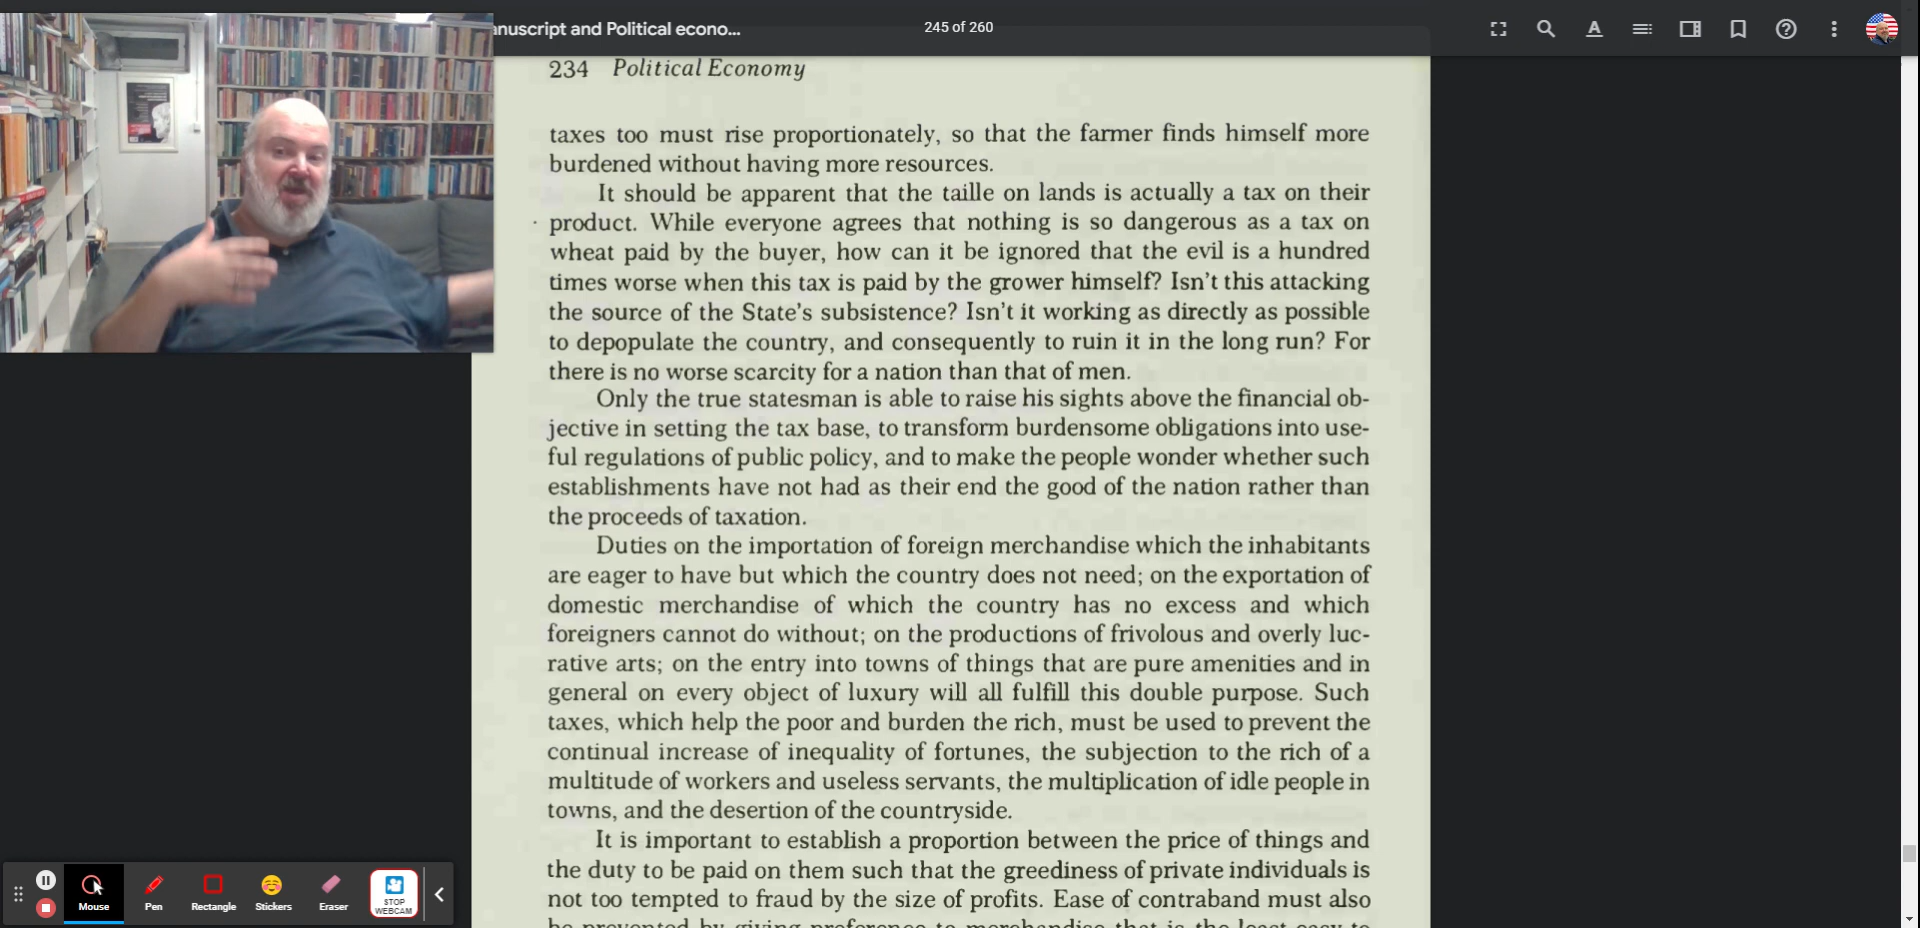 anuscript and Political econo...
245 of 260
234 Political Economy
taxes too must rise proportionately, so that the farmer finds himself more
burdened without having more resources.
It should be apparent that the taille on lands is actually a tax on their
product. While everyone agrees that nothing is so dangerous as a tax on
wheat paid by the buyer, how can it be ignored that the evil is a hundred
times worse when this tax is paid by the grower himself? Isn't this attacking
the source of the State's subsistence? Isn't it working as directly as possible
to depopulate the country, and consequently to ruin it in the long run? For
there is no worse scarcity for a nation than that of men.
Only the true statesman is able to raise his sights above the financial ob-
jective in setting the tax base, to transform burdensome obligations into use-
ful regulations of public policy, and to make the people wonder whether such
establishments have not had as their end the good of the nation rather than
the proceeds of taxation.
Duties on the importation of foreign merchandise which the inhabitants
are eager to have but which the country does not need; on the exportation of
domestic merchandise of which the country has no excess and which
foreigners cannot do without; on the productions of frivolous and overly luc-
rative arts; on the entry into towns of things that are pure amenities and in
general on every object of luxury will all fulfill this double purpose. Such
taxes, which help the poor and burden the rich, must be used to prevent the
continual increase of inequality of fortunes, the subjection to the rich of a
multitude of workers and useless servants, the multiplication of idle people in
towns, and the desertion of the countryside.
It is important to establish a proportion between the price of things and
the duty to be paid on them such that the greediness of private individuals is
not too tempted to fraud by the size of profits. Ease of contraband must also
be prevented by giving preference to merchandise that is the least easy to
Mouse
Pen
Rectangle
Stickers
Eraser
STOP
WEBCAM